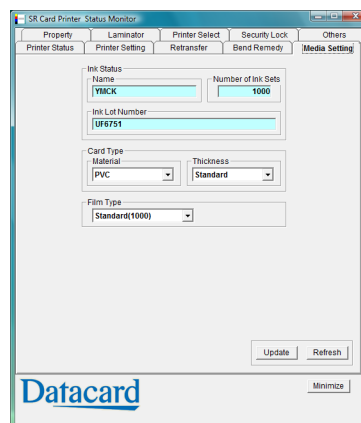 SR Card Printer Status Monitor
Property Laminator Printer Select Security Lock Others
Printer Status Printer Setting Retransfer Bend Remedy Media Setting
Ink Status
Name Number of Ink Sets
YMCK 1000
Ink Lot Number
UF6751
Card Type
Material Thickness
PVC Standard
Film Type
Standard(1000)
Update Refresh
Datacard Minimize